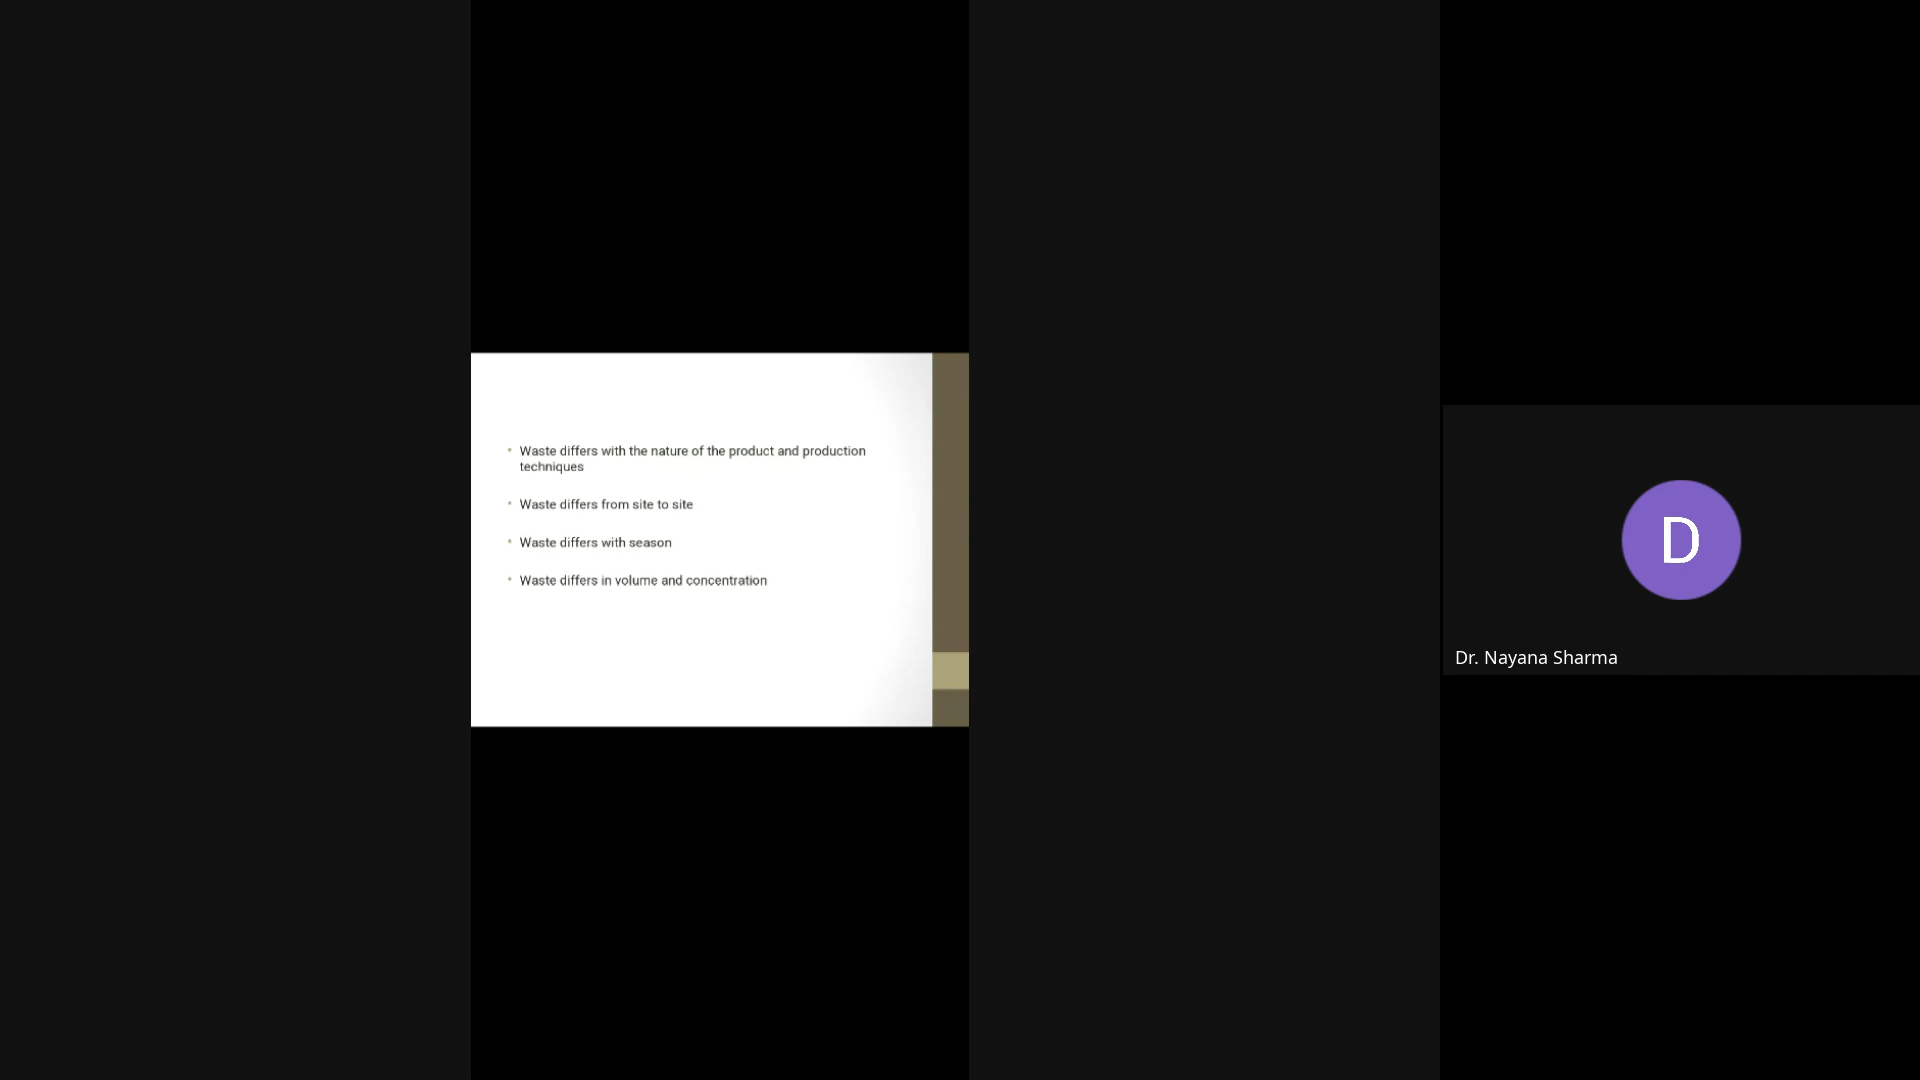 • Waste differs with the nature of the product and production
techniques
• Waste differs from site to site
• Waste differs with season
• Waste differs in volume and concentration
D
Dr. Nayana Sharma